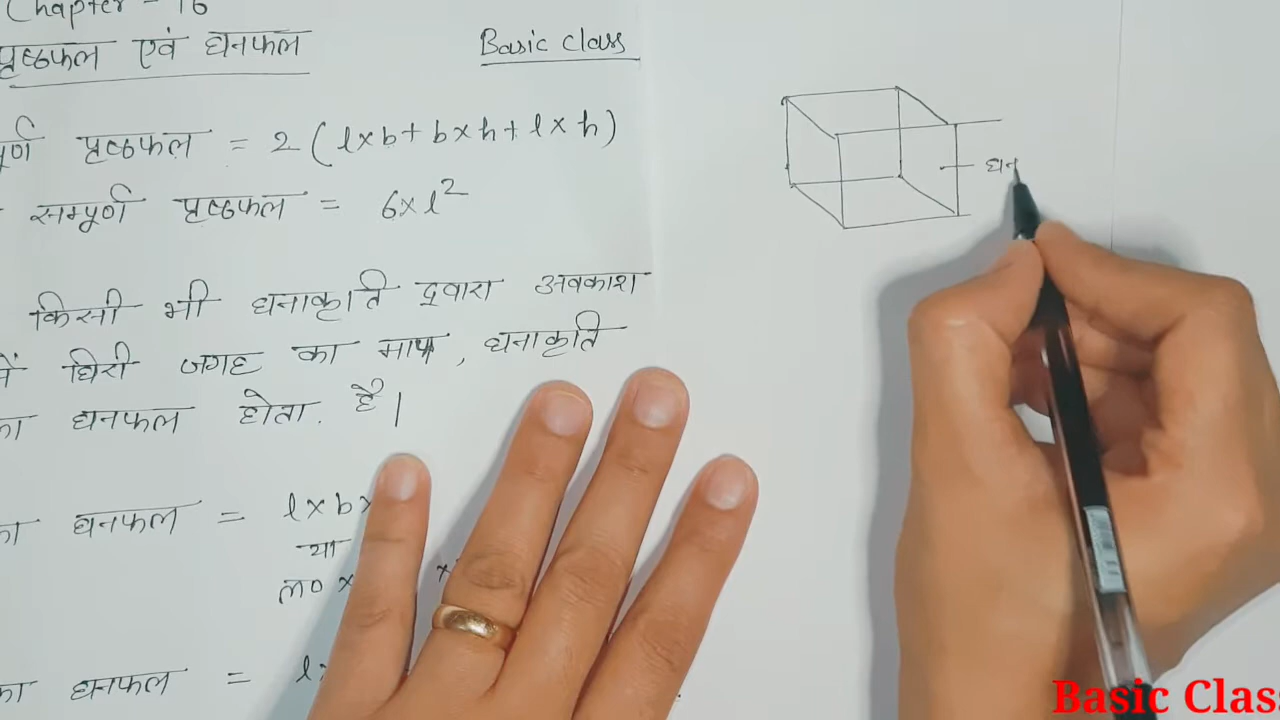 Chapter - 16
पृष्ठफल एवं घनफल
Basic Class
पूर्ण पृष्ठफल = 2 (l×b+b×h+l×h)
सम्पूर्ण पृष्ठफल = 6×l²
किसी भी घनाकृति द्वारा अवकाश
में घिरी जगह का माप, घनाकृति
का घनफल होता है।
का घनफल = l×b×
या
ल०×
×
का घनफल = l×
घन
Basic Clas